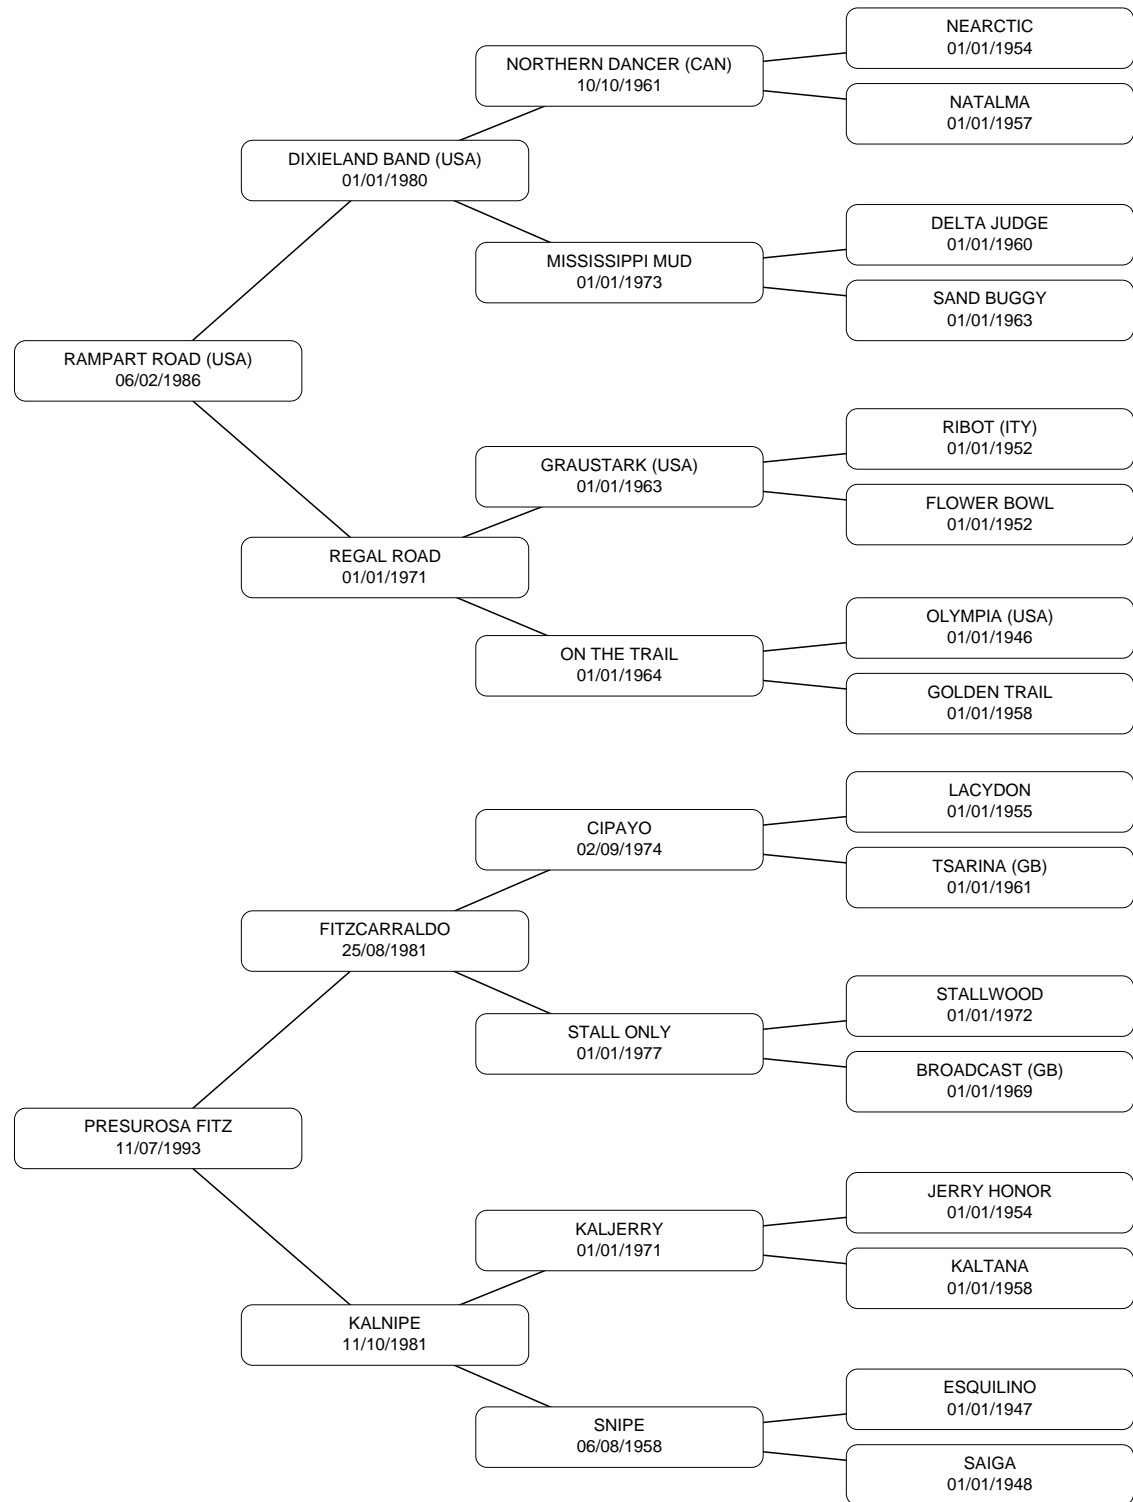 NEARCTIC
01/01/1954
NORTHERN DANCER (CAN)
10/10/1961
NATALMA
01/01/1957
DIXIELAND BAND (USA)
01/01/1980
DELTA JUDGE
01/01/1960
MISSISSIPPI MUD
01/01/1973
SAND BUGGY
01/01/1963
RAMPART ROAD (USA)
06/02/1986
RIBOT (ITY)
01/01/1952
GRAUSTARK (USA)
01/01/1963
FLOWER BOWL
01/01/1952
REGAL ROAD
01/01/1971
OLYMPIA (USA)
01/01/1946
ON THE TRAIL
01/01/1964
GOLDEN TRAIL
01/01/1958
LACYDON
01/01/1955
CIPAYO
02/09/1974
TSARINA (GB)
01/01/1961
FITZCARRALDO
25/08/1981
STALLWOOD
01/01/1972
STALL ONLY
01/01/1977
BROADCAST (GB)
01/01/1969
PRESUROSA FITZ
11/07/1993
JERRY HONOR
01/01/1954
KALJERRY
01/01/1971
KALTANA
01/01/1958
KALNIPE
11/10/1981
ESQUILINO
01/01/1947
SNIPE
06/08/1958
SAIGA
01/01/1948